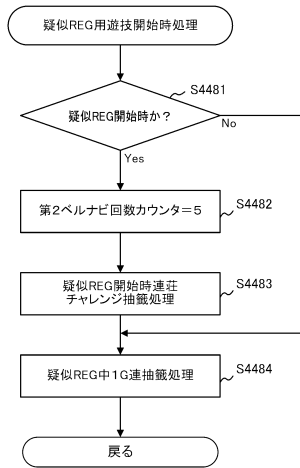 疑似REG用遊技開始時処理
S4481
疑似REG開始時か？
No
Yes
第2ベルナビ回数カウンタ＝5
S4482
疑似REG開始時連荘
チャレンジ抽籤処理
S4483
疑似REG中1G連抽籤処理
S4484
戻る